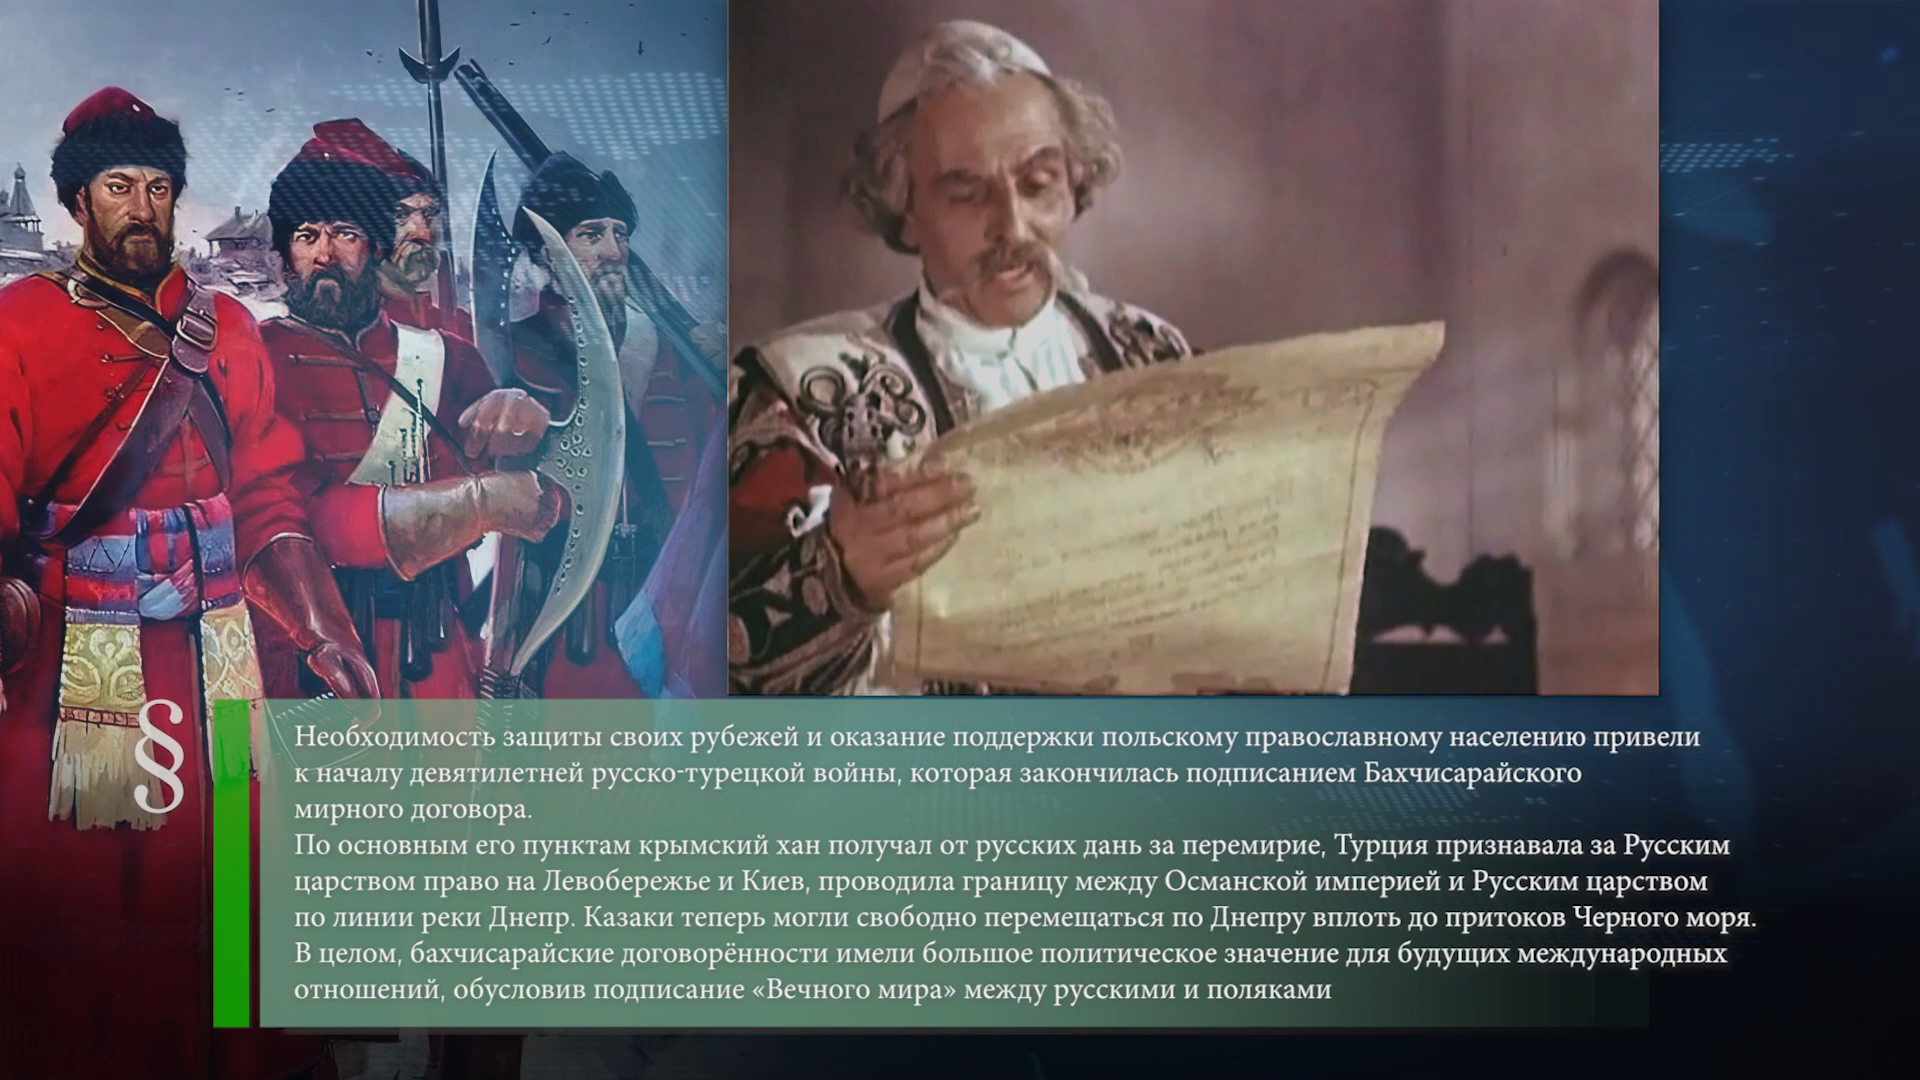 §
Необходимость защиты своих рубежей и оказание поддержки польскому православному населению привели
к началу девятилетней русско-турецкой войны, которая закончилась подписанием Бахчисарайского
мирного договора.
По основным его пунктам крымский хан получал от русских дань за перемирие, Турция признавала за Русским
царством право на Левобережье и Киев, проводила границу между Османской империей и Русским царством
по линии реки Днепр. Казаки теперь могли свободно перемещаться по Днепру вплоть до притоков Черного моря.
В целом, бахчисарайские договорённости имели большое политическое значение для будущих международных
отношений, обусловив подписание «Вечного мира» между русскими и поляками